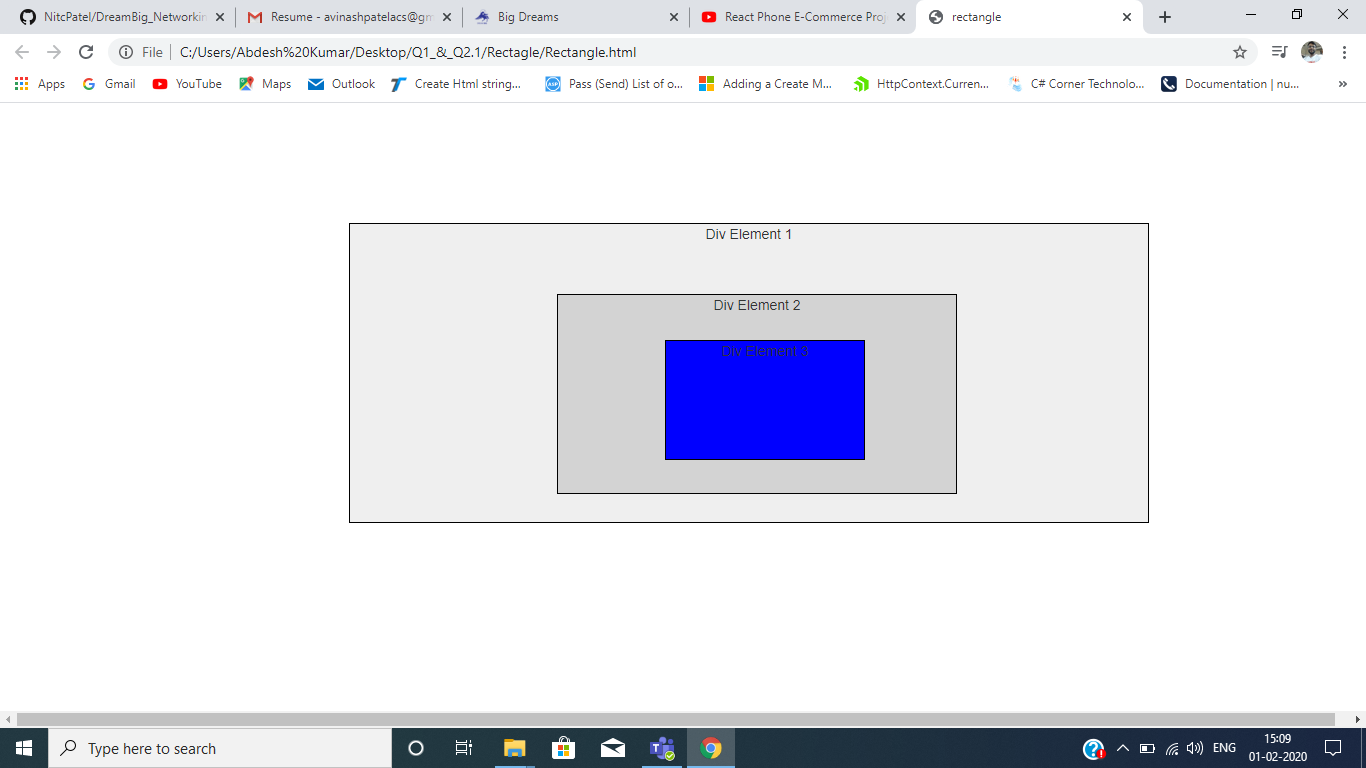 NitcPatel/DreamBig_Networkin
Resume - avinashpatelacs@gm
Big Dreams
React Phone E-Commerce Proj
rectangle
File
C:/Users/Abdesh%20Kumar/Desktop/Q1_&_Q2.1/Rectagle/Rectangle.html
Apps
Gmail
YouTube
Maps
Outlook
Create Html string...
Pass (Send) List of o...
Adding a Create M...
HttpContext.Curren...
C# Corner Technolo...
Documentation | nu...
Div Element 1
Div Element 2
Div Element 3
Type here to search
ENG
15:09
01-02-2020